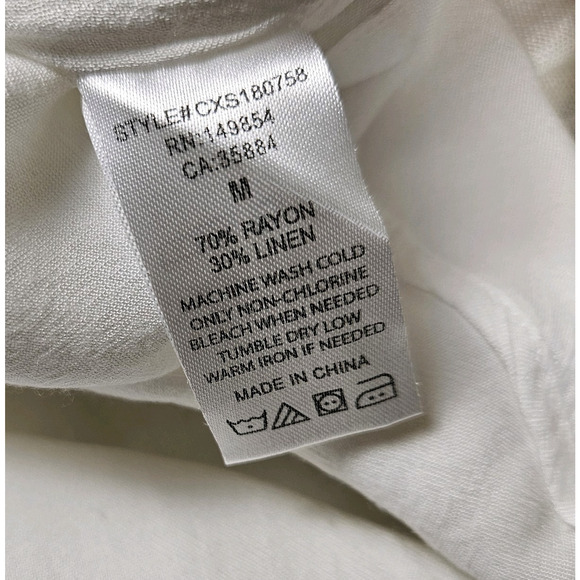 STYLE#CXS180758
RN:149854
CA:35884
M
70% RAYON
30% LINEN
MACHINE WASH COLD
ONLY NON-CHLORINE
BLEACH WHEN NEEDED
TUMBLE DRY LOW
WARM IRON IF NEEDED
MADE IN CHINA